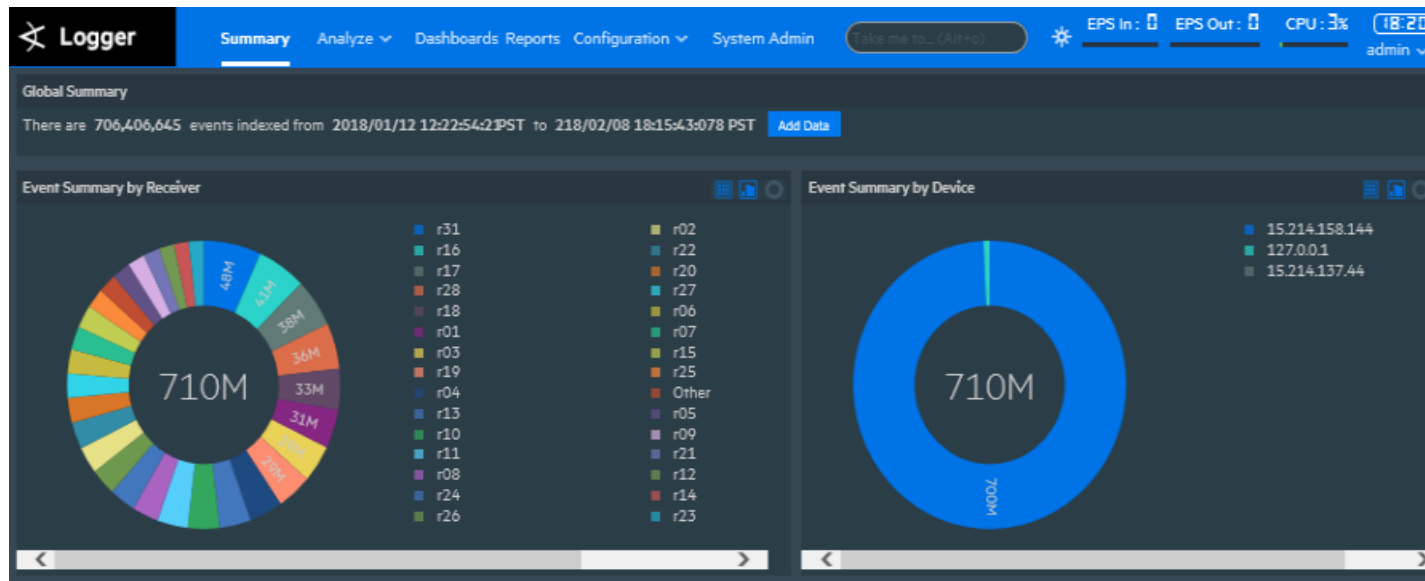 Logger
Summary Analyze Dashboards Reports Configuration System Admin Take me to... (Alt+o) EPS In : 0 EPS Out : 0 CPU : 3% 18:20
admin
Global Summary
There are 706,406,645 events indexed from 2018/01/12 12:22:54:21PST to 218/02/08 18:15:43:078 PST Add Data
Event Summary by Receiver
48M
41M
38M
36M
33M
31M
29M
710M
r31 r02
r16 r22
r17 r20
r28 r27
r18 r06
r01 r07
r03 r15
r19 r25
r04 Other
r13 r05
r10 r09
r11 r21
r08 r12
r24 r14
r26 r23
Event Summary by Device
710M
700M
15.214.158.144
127.0.0.1
15.214.137.44